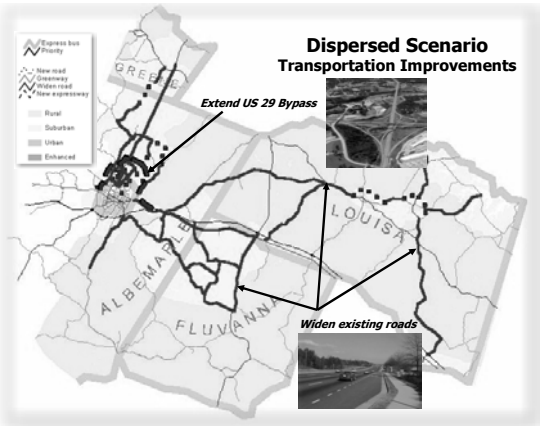 Express bus
Priority
New road
Greenway
Widen road
New expressway
Rural
Suburban
Urban
Enhanced
Dispersed Scenario
Transportation Improvements
GREENE
Extend US 29 Bypass
LOUISA
ALBEMARLE
FLUVANNA
Widen existing roads